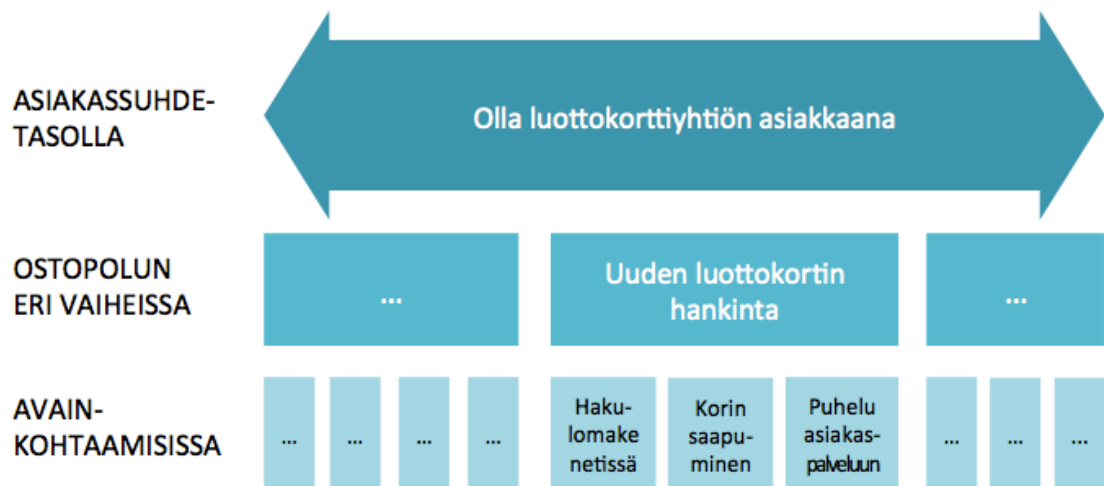 ASIAKASSUHDE-
TASOLLA
Olla luottokorttiyhtiön asiakkaana
OSTOPOLUN
ERI VAIHEISSA
...
Uuden luottokortin
hankinta
...
AVAIN-
KOHTAAMISISSA
...
...
...
...
Haku-
lomake
netissä
Korin
saapu-
minen
Puhelu
asiakas-
palveluun
...
...
...